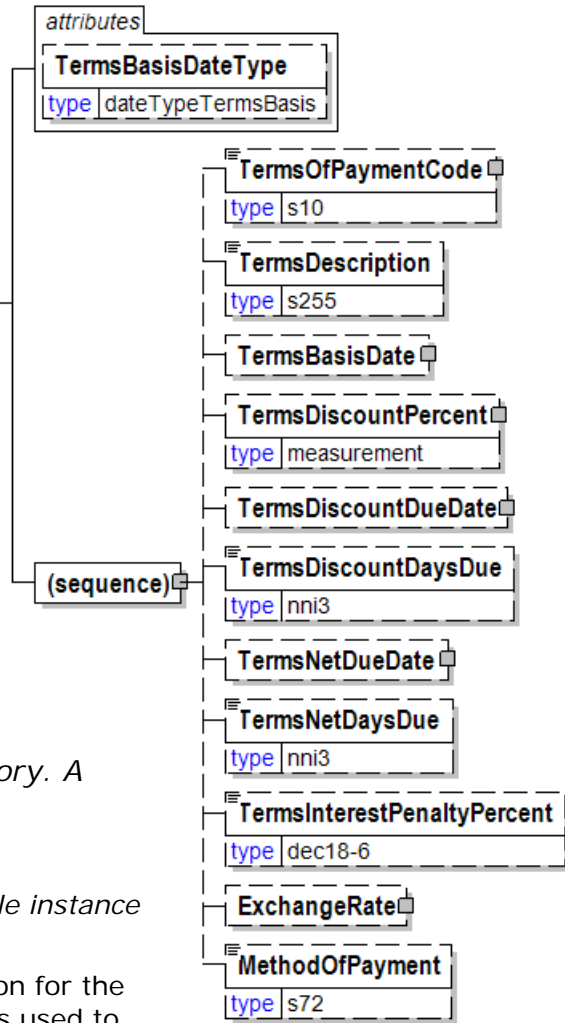 attributes
TermsBasisDateType
type dateTypeTermsBasis
TermsOfPaymentCode
type s10
TermsDescription
type s255
TermsBasisDate
TermsDiscountPercent
type measurement
TermsDiscountDueDate
(sequence)
TermsDiscountDaysDue
type nni3
TermsNetDueDate
TermsNetDaysDue
type nni3
ory. A
TermsInterestPenaltyPercent
type dec18-6
le instance
ExchangeRate
MethodOfPayment
on for the
type s72
s used to